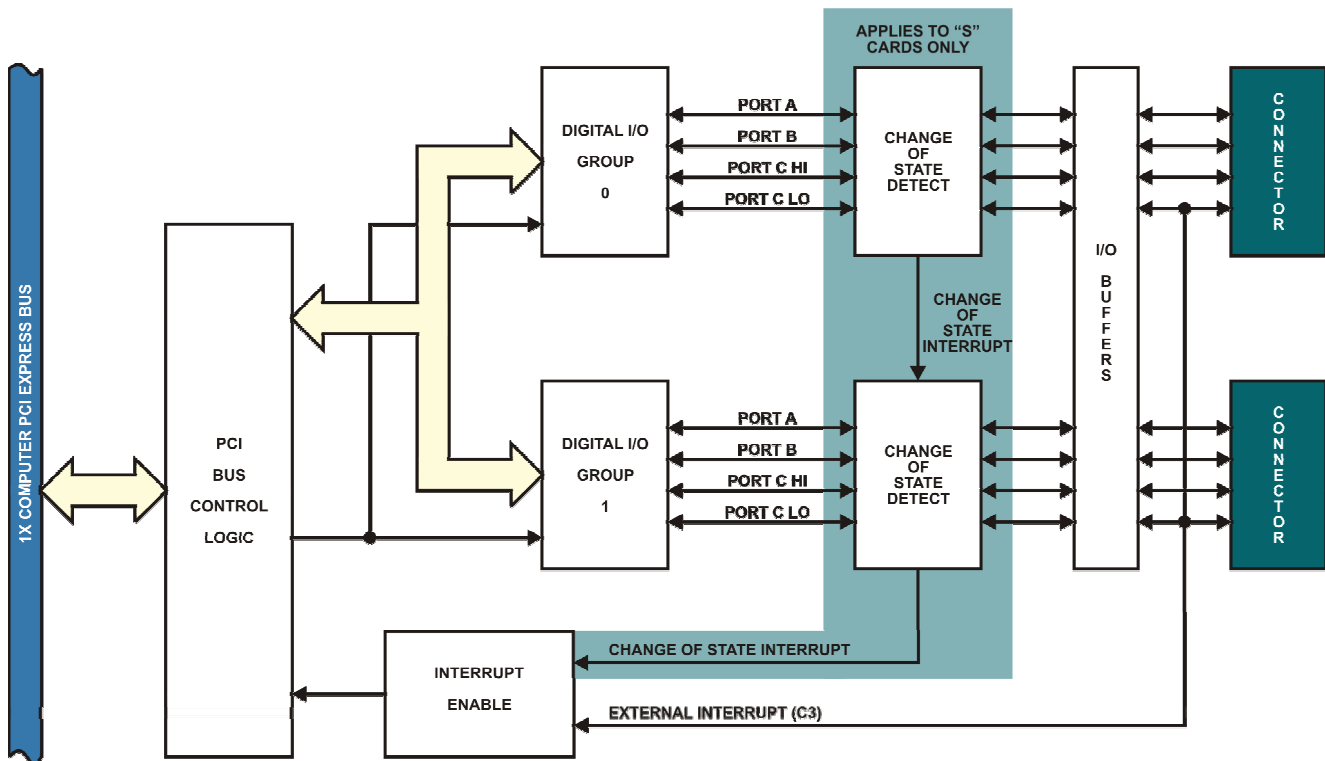 APPLIES TO “S”
CARDS ONLY
1X COMPUTER PCI EXPRESS BUS
PCI
BUS
CONTROL
LOGIC
DIGITAL I/O
GROUP
0
PORT A
PORT B
PORT C HI
PORT C LO
CHANGE
OF
STATE
DETECT
I/O
BUFFERS
CONNECTOR
CHANGE
OF
STATE
INTERRUPT
DIGITAL I/O
GROUP
1
PORT A
PORT B
PORT C HI
PORT C LO
CHANGE
OF
STATE
DETECT
CONNECTOR
INTERRUPT
ENABLE
CHANGE OF STATE INTERRUPT
EXTERNAL INTERRUPT (C3)